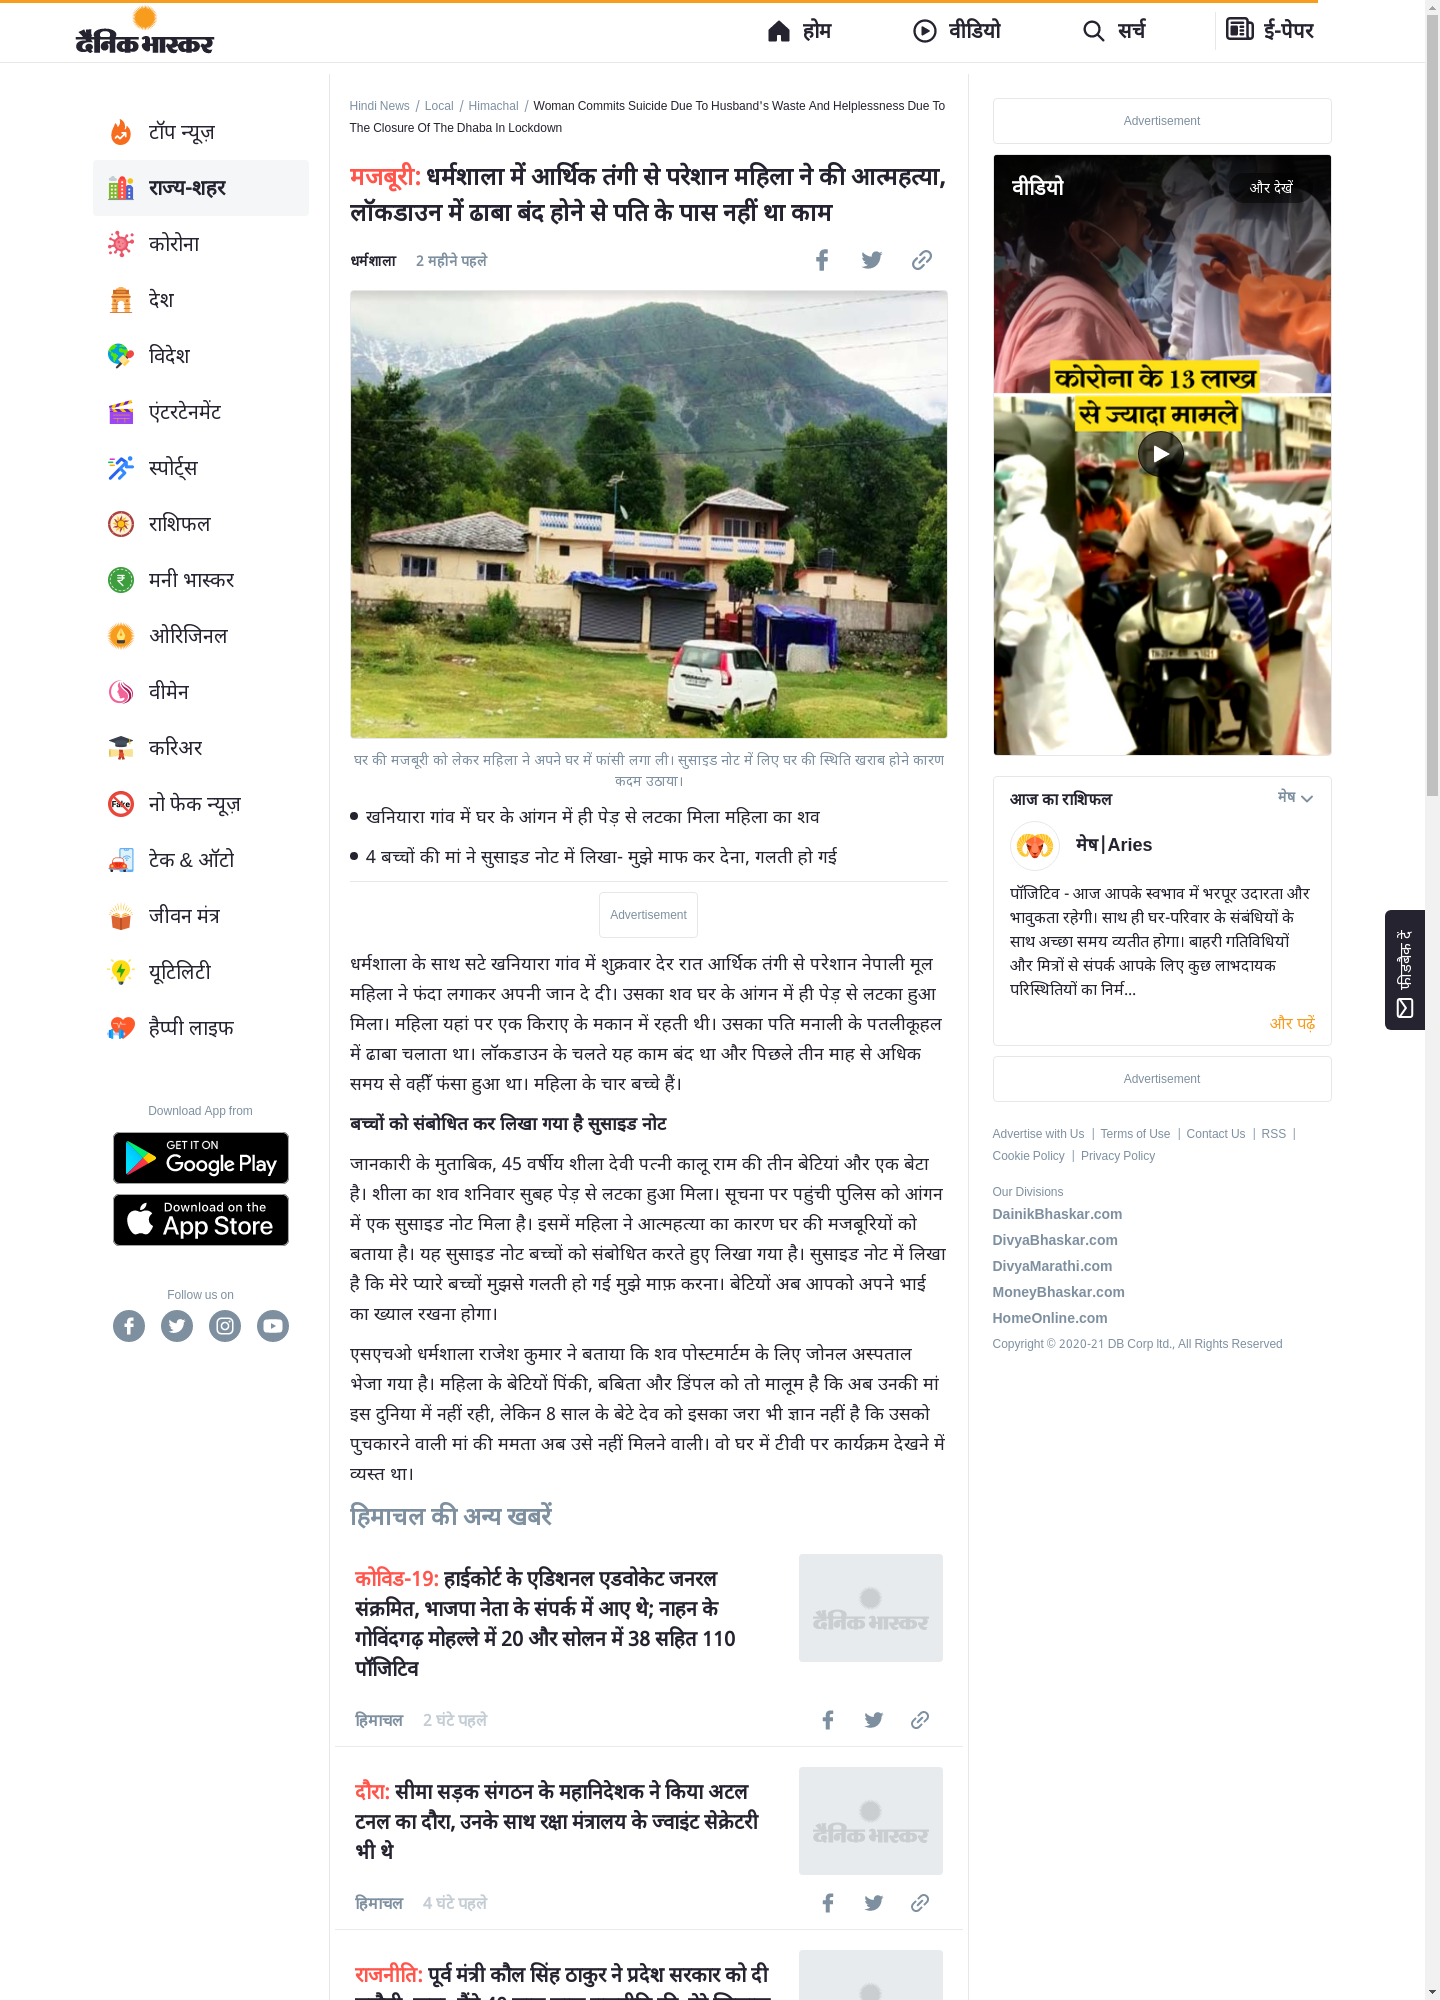 दैनिक भास्कर
होम
वीडियो
सर्च
ई-पेपर
टॉप न्यूज़
राज्य-शहर
कोरोना
देश
विदेश
एंटरटेनमेंट
स्पोर्ट्स
राशिफल
मनी भास्कर
ओरिजिनल
वीमेन
करिअर
नो फेक न्यूज़
टेक & ऑटो
जीवन मंत्र
यूटिलिटी
हैप्पी लाइफ
Download App from
GET IT ON
Google Play
Download on the
App Store
Follow us on
Hindi News / Local / Himachal / Woman Commits Suicide Due To Husband's Waste And Helplessness Due To
The Closure Of The Dhaba In Lockdown
मजबूरी: धर्मशाला में आर्थिक तंगी से परेशान महिला ने की आत्महत्या,
लॉकडाउन में ढाबा बंद होने से पति के पास नहीं था काम
धर्मशाला 2 महीने पहले
घर की मजबूरी को लेकर महिला ने अपने घर में फांसी लगा ली। सुसाइड नोट में लिए घर की स्थिति खराब होने कारण
कदम उठाया।
खनियारा गांव में घर के आंगन में ही पेड़ से लटका मिला महिला का शव
4 बच्चों की मां ने सुसाइड नोट में लिखा- मुझे माफ कर देना, गलती हो गई
Advertisement
धर्मशाला के साथ सटे खनियारा गांव में शुक्रवार देर रात आर्थिक तंगी से परेशान नेपाली मूल
महिला ने फंदा लगाकर अपनी जान दे दी। उसका शव घर के आंगन में ही पेड़ से लटका हुआ
मिला। महिला यहां पर एक किराए के मकान में रहती थी। उसका पति मनाली के पतलीकूहल
में ढाबा चलाता था। लॉकडाउन के चलते यह काम बंद था और पिछले तीन माह से अधिक
समय से वहीँ फंसा हुआ था। महिला के चार बच्चे हैं।
बच्चों को संबोधित कर लिखा गया है सुसाइड नोट
जानकारी के मुताबिक, 45 वर्षीय शीला देवी पत्नी कालू राम की तीन बेटियां और एक बेटा
है। शीला का शव शनिवार सुबह पेड़ से लटका हुआ मिला। सूचना पर पहुंची पुलिस को आंगन
में एक सुसाइड नोट मिला है। इसमें महिला ने आत्महत्या का कारण घर की मजबूरियों को
बताया है। यह सुसाइड नोट बच्चों को संबोधित करते हुए लिखा गया है। सुसाइड नोट में लिखा
है कि मेरे प्यारे बच्चों मुझसे गलती हो गई मुझे माफ़ करना। बेटियों अब आपको अपने भाई
का ख्याल रखना होगा।
एसएचओ धर्मशाला राजेश कुमार ने बताया कि शव पोस्टमार्टम के लिए जोनल अस्पताल
भेजा गया है। महिला के बेटियों पिंकी, बबिता और डिंपल को तो मालूम है कि अब उनकी मां
इस दुनिया में नहीं रही, लेकिन 8 साल के बेटे देव को इसका जरा भी ज्ञान नहीं है कि उसको
पुचकारने वाली मां की ममता अब उसे नहीं मिलने वाली। वो घर में टीवी पर कार्यक्रम देखने में
व्यस्त था।
हिमाचल की अन्य खबरें
कोविड-19: हाईकोर्ट के एडिशनल एडवोकेट जनरल
संक्रमित, भाजपा नेता के संपर्क में आए थे; नाहन के
गोविंदगढ़ मोहल्ले में 20 और सोलन में 38 सहित 110
पॉजिटिव
दैनिक भास्कर
हिमाचल 2 घंटे पहले
दौरा: सीमा सड़क संगठन के महानिदेशक ने किया अटल
टनल का दौरा, उनके साथ रक्षा मंत्रालय के ज्वाइंट सेक्रेटरी
भी थे
दैनिक भास्कर
हिमाचल 4 घंटे पहले
राजनीति: पूर्व मंत्री कौल सिंह ठाकुर ने प्रदेश सरकार को दी
Advertisement
वीडियो
और देखें
कोरोना के 13 लाख
से ज्यादा मामले
आज का राशिफल
मेष
मेष|Aries
पॉजिटिव - आज आपके स्वभाव में भरपूर उदारता और
भावुकता रहेगी। साथ ही घर-परिवार के संबंधियों के
साथ अच्छा समय व्यतीत होगा। बाहरी गतिविधियों
और मित्रों से संपर्क आपके लिए कुछ लाभदायक
परिस्थितियों का निर्म...
और पढ़ें
Advertisement
Advertise with Us | Terms of Use | Contact Us | RSS |
Cookie Policy | Privacy Policy
Our Divisions
DainikBhaskar.com
DivyaBhaskar.com
DivyaMarathi.com
MoneyBhaskar.com
HomeOnline.com
Copyright © 2020-21 DB Corp ltd., All Rights Reserved
फीडबैक दें